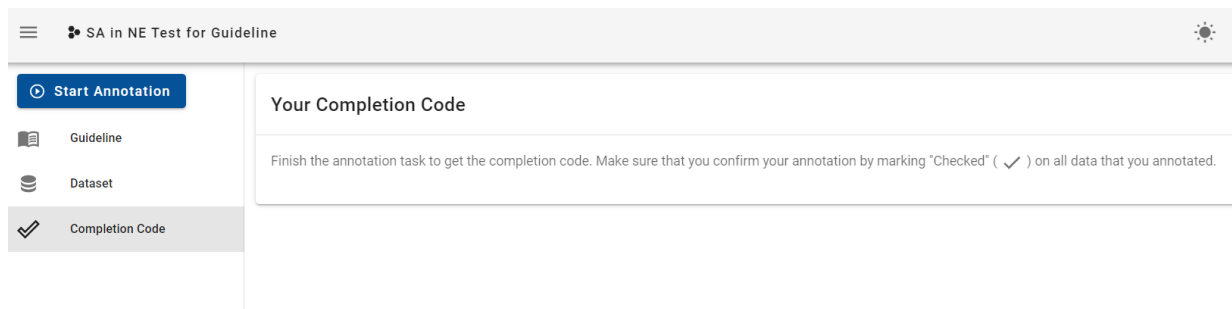 SA in NE Test for Guideline
Start Annotation
Guideline
Dataset
Completion Code
Your Completion Code
Finish the annotation task to get the completion code. Make sure that you confirm your annotation by marking "Checked" ( ✓ ) on all data that you annotated.